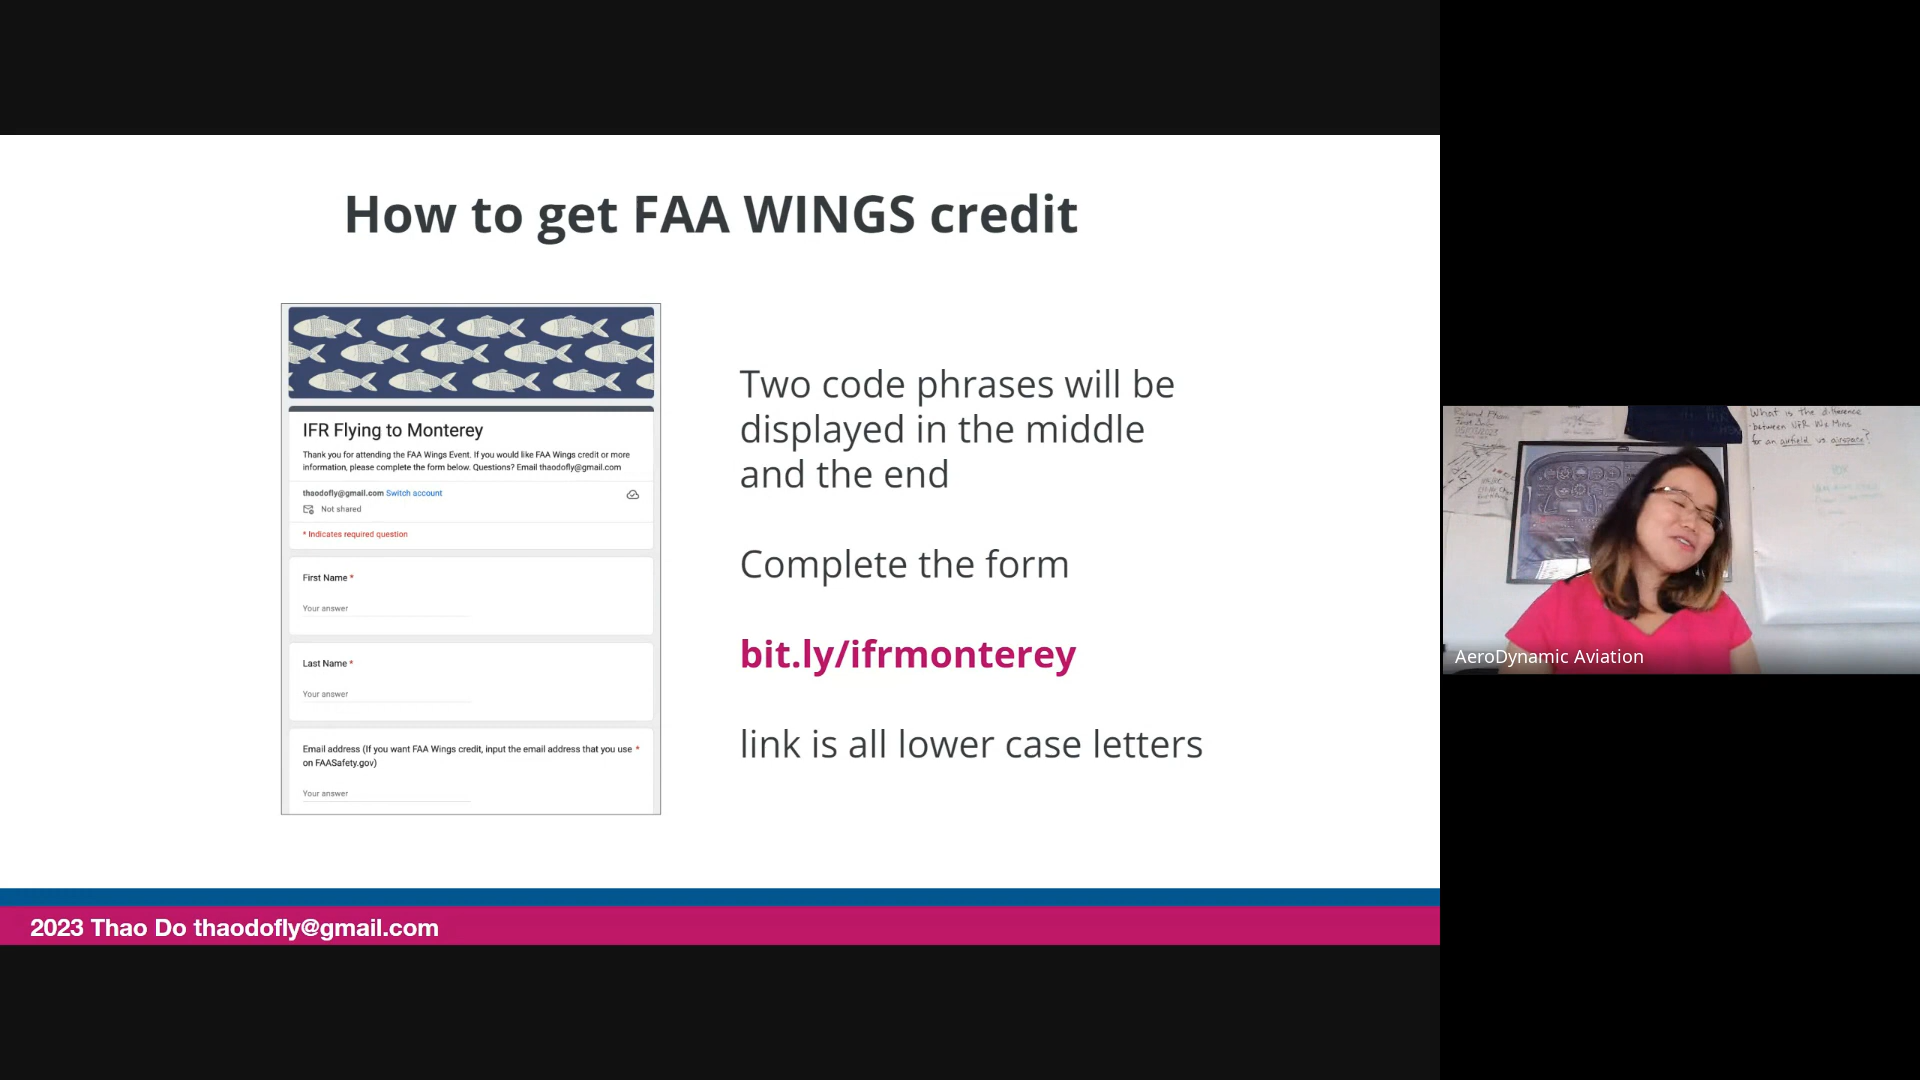 How to get FAA WINGS credit
IFR Flying to Monterey
Thank you for attending the FAA Wings Event. If you would like FAA Wings credit or more
information, please complete the form below. Questions? Email thaodofly@gmail.com
thaodofly@gmail.com Switch account
Not shared
* Indicates required question
First Name *
Your answer
Last Name *
Your answer
Email address (If you want FAA Wings credit, input the email address that you use *
on FAASafety.gov)
Your answer
Two code phrases will be
displayed in the middle
and the end
Complete the form
bit.ly/ifrmonterey
link is all lower case letters
2023 Thao Do thaodofly@gmail.com
What is the difference
between VFR Wx Mins
for an airfield vs airspace?
AeroDynamic Aviation